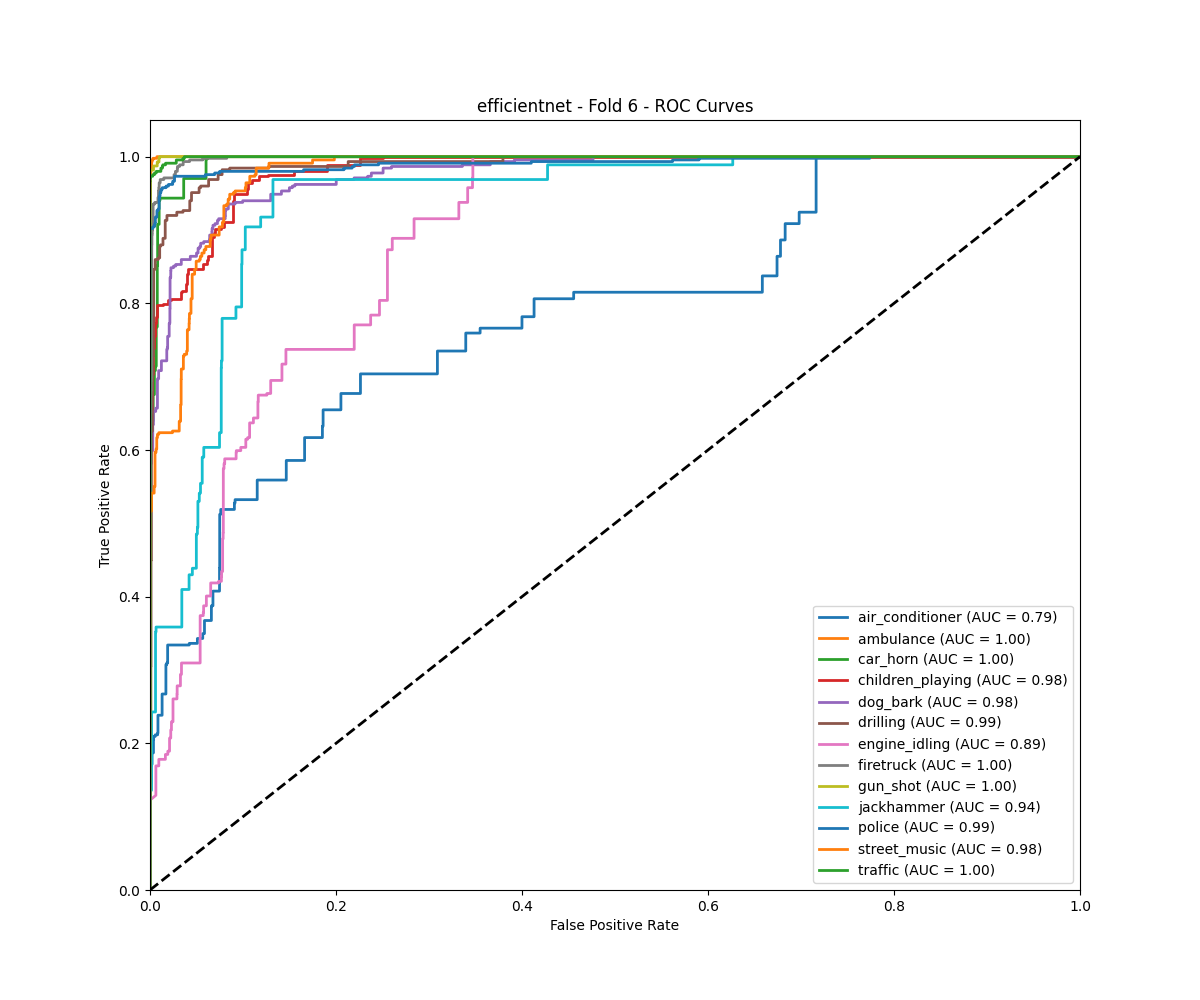 efficientnet - Fold 6 - ROC Curves
True Positive Rate
1.0
0.8
0.6
0.4
0.2
0.0
0.0 0.2 0.4 0.6 0.8 1.0
False Positive Rate
air_conditioner (AUC = 0.79)
ambulance (AUC = 1.00)
car_horn (AUC = 1.00)
children_playing (AUC = 0.98)
dog_bark (AUC = 0.98)
drilling (AUC = 0.99)
engine_idling (AUC = 0.89)
firetruck (AUC = 1.00)
gun_shot (AUC = 1.00)
jackhammer (AUC = 0.94)
police (AUC = 0.99)
street_music (AUC = 0.98)
traffic (AUC = 1.00)